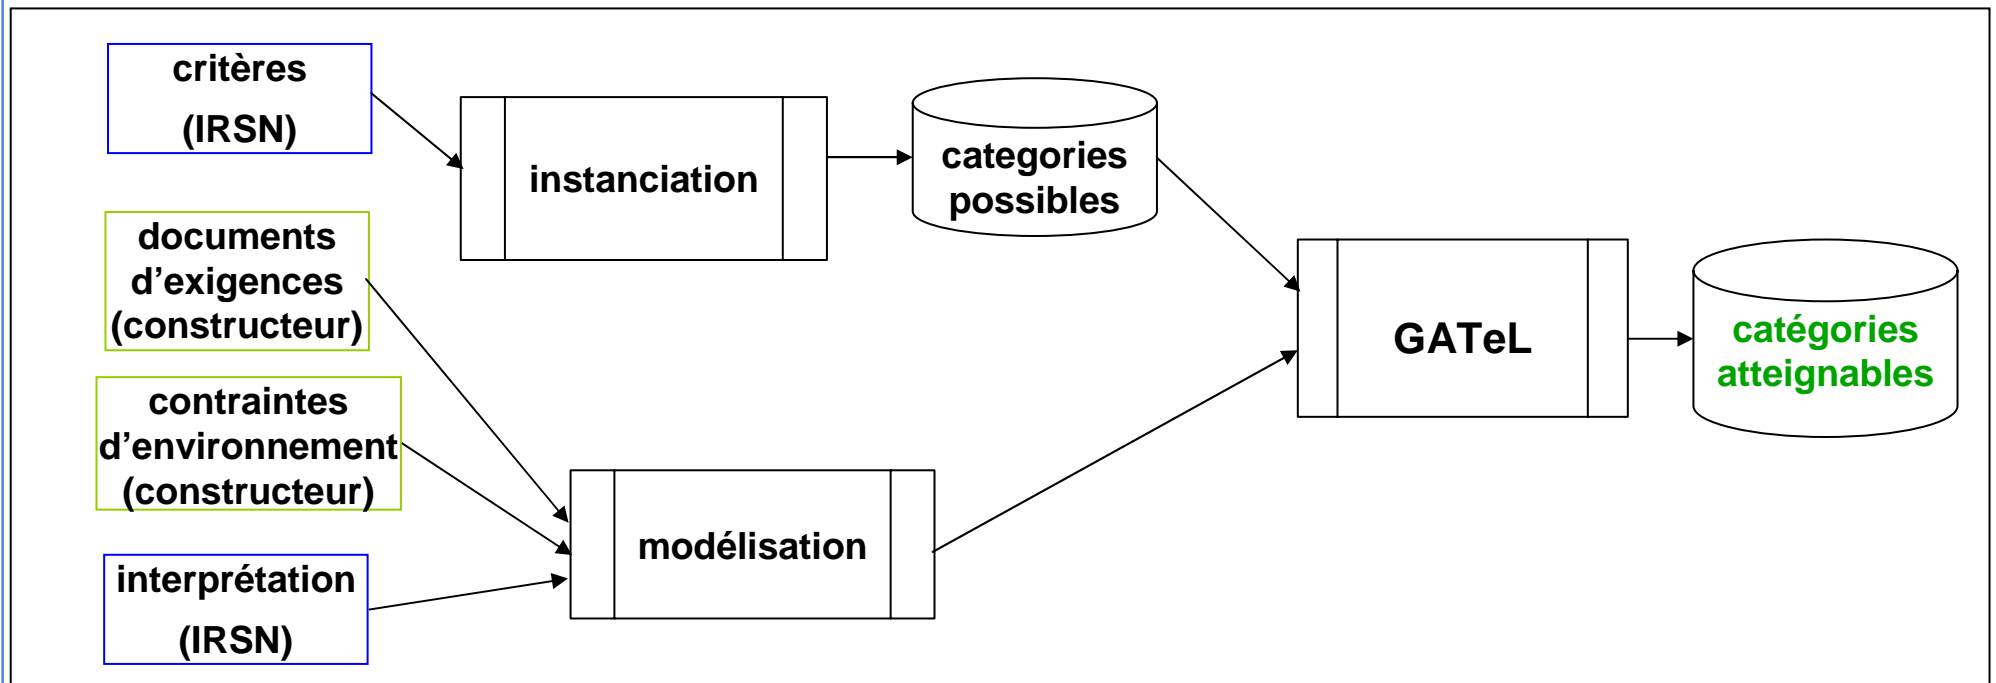 critères
(IRSN)
instanciation
categories
possibles
documents
d’exigences
(constructeur)
GATeL
catégories
atteignables
contraintes
d’environnement
(constructeur)
modélisation
interprétation
(IRSN)